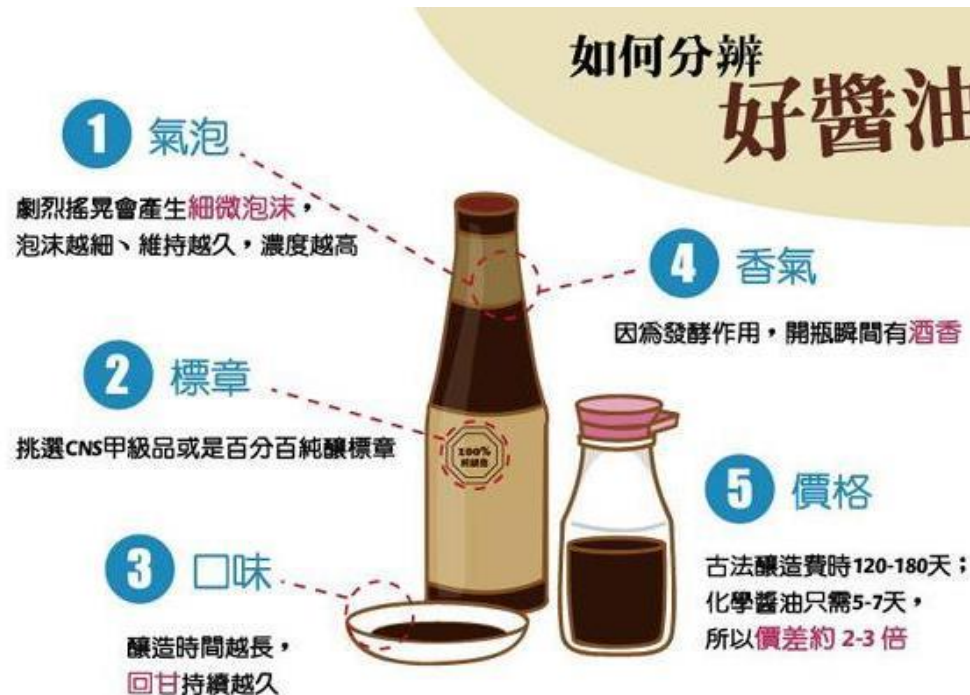 如何分辨
好醬油
1 氣泡
劇烈搖晃會產生細微泡沫，
泡沫越細、維持越久，濃度越高
2 標章
挑選CNS甲級品或是百分百純釀標章
100%
3 口味
釀造時間越長，
回甘持續越久
4 香氣
因為發酵作用，開瓶瞬間有酒香
5 價格
古法釀造費時120-180天；
化學醬油只需5-7天，
所以價差約 2-3 倍